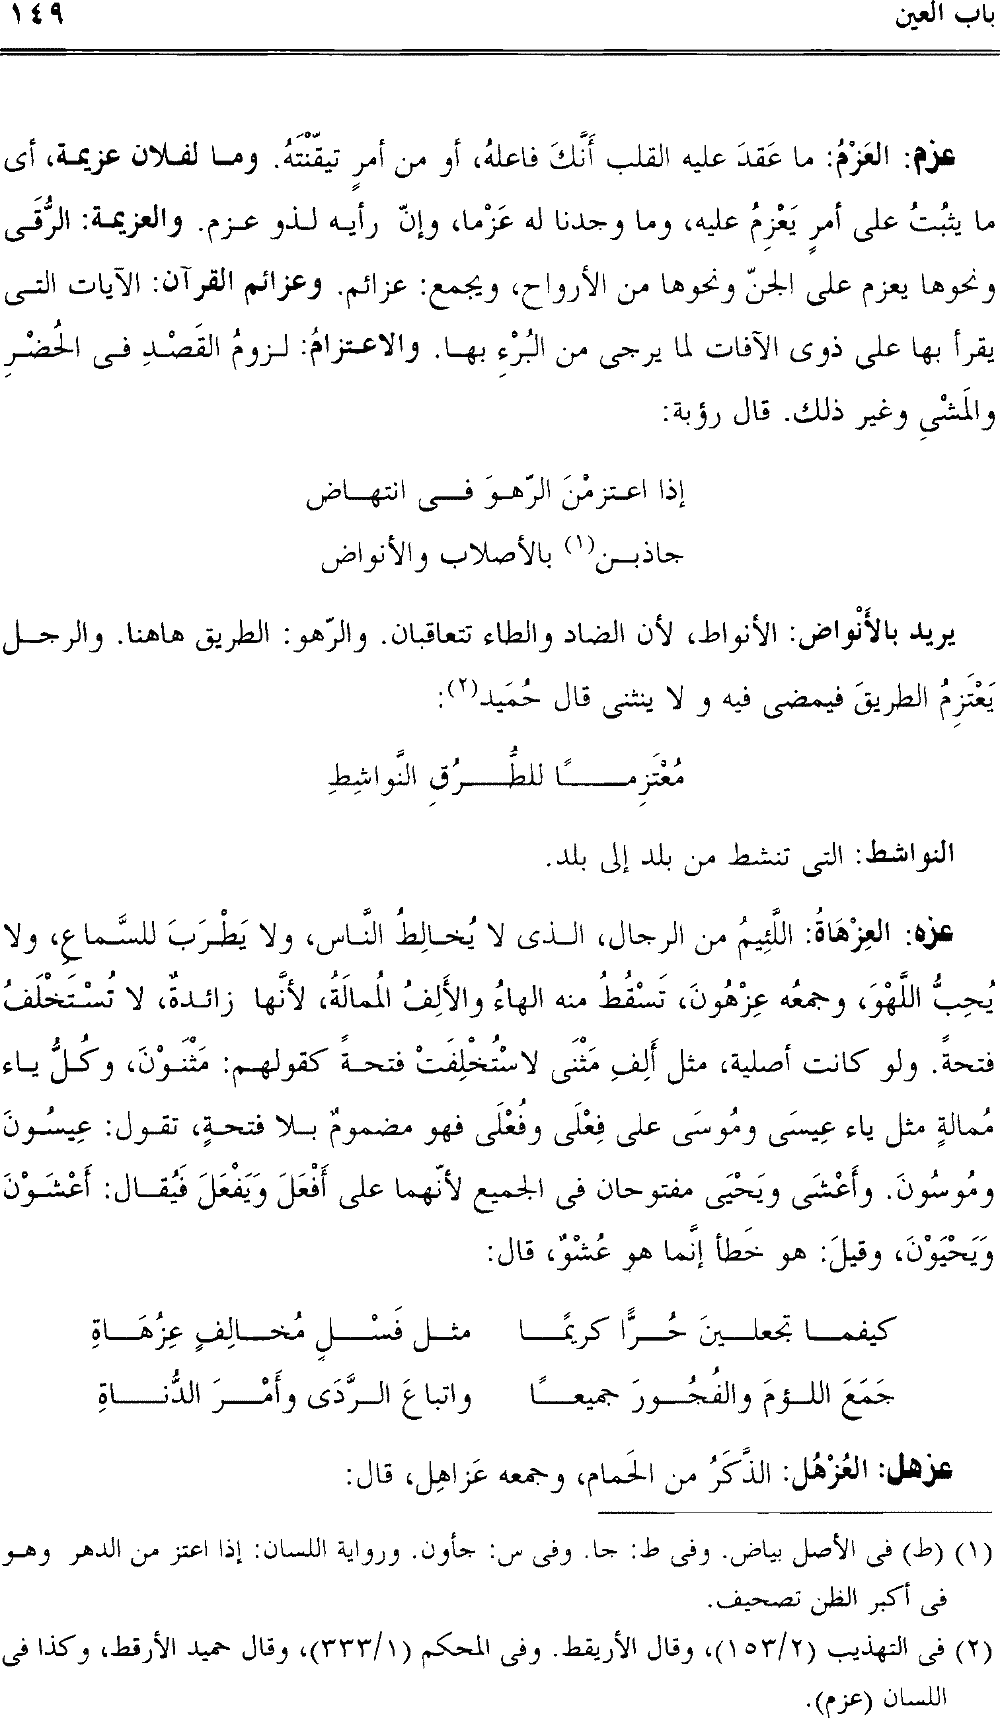 باب العين ١٤٩
عزم: العَزْمُ: ما عَقدَ عليه القلب أَنَّكَ فاعلهُ، أو من أمرٍ تيقّنْتَهُ. وما لفلان عزيمة، أى
ما يثبُتُ على أمرٍ يَعْزِمُ عليه، وما وجدنا له عَزْما، وإنّ رأيه لذو عزم. والعزيمة: الرُّقَى
ونحوها يعزم على الجنّ ونحوها من الأرواح، ويجمع: عزائم. وعزائم القرآن: الآيات التى
يقرأ بها على ذوى الآفات لما يرجى من البُرْءِ بها. والاعتزامُ: لزومُ القَصْدِ فى الحُضْرِ
والمَشْىِ وغير ذلك. قال رؤبة:
إذا اعتزمْنَ الرّهوَ فى انتهاض
جاذبن(١) بالأصلاب والأنواض
يريد بالأَنْواض: الأنواط، لأن الضاد والطاء تتعاقبان. والرّهو: الطريق هاهنا. والرجل
يَعْتَزِمُ الطريقَ فيمضى فيه و لا ينثنى قال حُمَيد(٢):
مُعْتَزِمًا للطُّرُقِ النَّواشِطِ
النواشط: التى تنشط من بلد إلى بلد.
عزه: العِزْهَاةُ: اللَّئِيمُ من الرجال، الذى لا يُخالِطُ النَّاس، ولا يَطْرَبَ للسَّماعِ، ولا
يُحِبُّ اللَّهْوَ، وجمعُه عِزْهُونَ، تَسْقُطُ منه الهاءُ والأَلِفُ المُمالَةُ، لأنَّها زائدةٌ، لا تُسْتَخْلَفُ
فتحةً. ولو كانت أصلية، مثل أَلِفِ مَثْنَى لاسْتُخْلِفَتْ فتحةً كقولهم: مَثْنَوْنَ، وكُلُّ ياء
مُمالةٍ مثل ياء عِيسَى ومُوسَى على فِعْلَى وفُعْلَى فهو مضمومٌ بلا فتحةٍ، تقول: عِيسُونَ
ومُوسُونَ. وأَعْشَى ويَحْيَى مفتوحان فى الجميع لأنّهما على أَفْعَلَ وَيَفْعَلَ فَيُقال: أَعْشَوْنَ
وَيَحْيَوْنَ، وقيلَ: هو خَطأ إنَّما هو عُشْوٌ، قال:
كيفما تجعلينَ حُرًّا كريمًا مثل فَسْلٍ مُخالِفٍ عِزْهَاةِ
جَمَعَ اللؤمَ والفُجُورَ جميعًا واتباعَ الرَّدَى وأَمْرَ الدُّناةِ
عزهل: العُزْهُل: الذَّكَرُ من الحَمام، وجمعه عَزاهِل، قال:
(١) (ط) فى الأصل بياض. وفى ط: حا. وفى س: جأون. ورواية اللسان: إذا اعتز من الدهر وهو
فى أكبر الظن تصحيف.
(٢) فى التهذيب (١٥٣/٢)، وقال الأريقط. وفى المحكم (٣٣٣/١)، وقال حميد الأرقط، وكذا فى
اللسان (عزم).